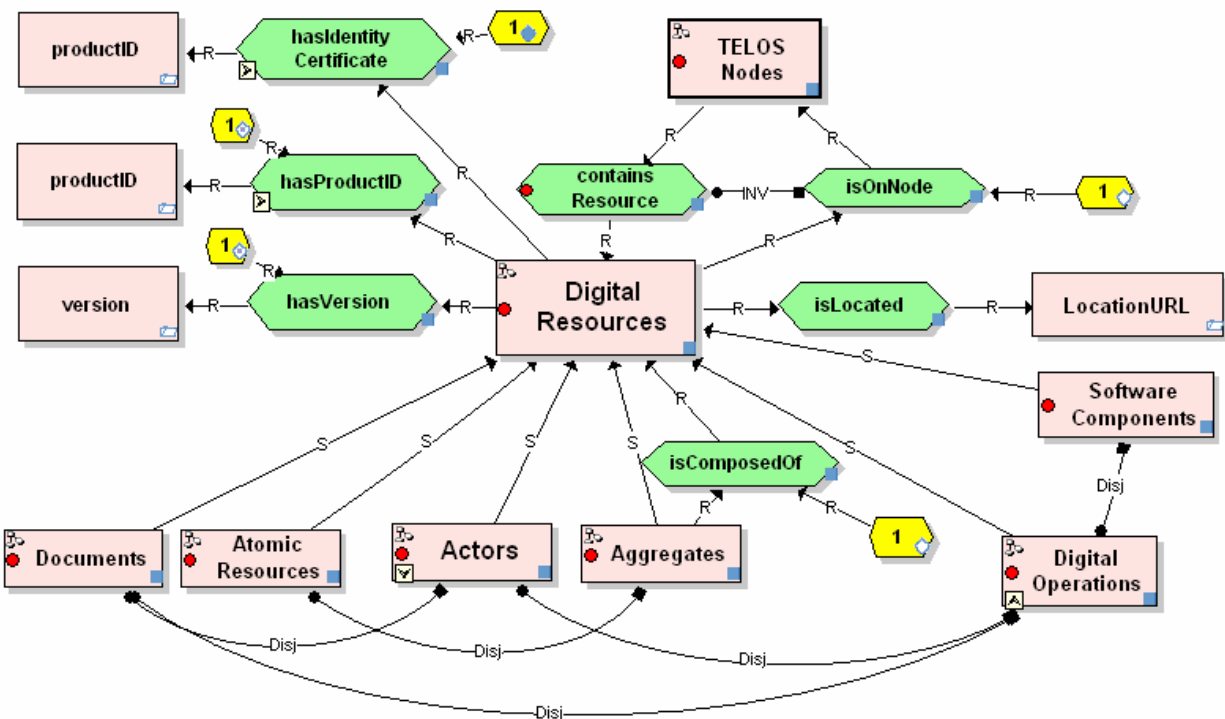 productID
R
hasIdentity
Certificate
R
1
TELOS
Nodes
1
R
R
R
R
productID
R
hasProductID
contains
Resource
INV
isOnNode
R
1
R
1
R
R
R
version
R
hasVersion
R
Digital
Resources
R
isLocated
R
LocationURL
S
Software
Components
R
S
S
S
S
isComposedOf
S
Disj
R
R
1
Documents
Atomic
Resources
Actors
Aggregates
Digital
Operations
Disj
Disj
Disj
Disj